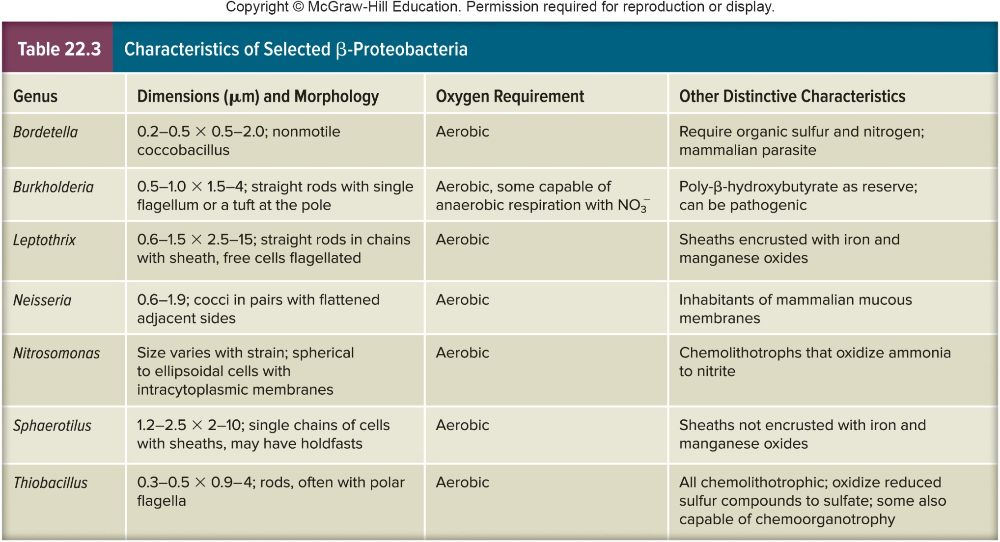 Copyright © McGraw-Hill Education. Permission required for reproduction or display.
Table 22.3 Characteristics of Selected β-Proteobacteria
Genus Dimensions (μm) and Morphology Oxygen Requirement Other Distinctive Characteristics
Bordetella 0.2–0.5 × 0.5–2.0; nonmotile Aerobic Require organic sulfur and nitrogen;
coccobacillus mammalian parasite
Burkholderia 0.5–1.0 × 1.5–4; straight rods with single Aerobic, some capable of Poly-β-hydroxybutyrate as reserve;
flagellum or a tuft at the pole anaerobic respiration with NO₃⁻ can be pathogenic
Leptothrix 0.6–1.5 × 2.5–15; straight rods in chains Aerobic Sheaths encrusted with iron and
with sheath, free cells flagellated manganese oxides
Neisseria 0.6–1.9; cocci in pairs with flattened Aerobic Inhabitants of mammalian mucous
adjacent sides membranes
Nitrosomonas Size varies with strain; spherical Aerobic Chemolithotrophs that oxidize ammonia
to ellipsoidal cells with to nitrite
intracytoplasmic membranes
Sphaerotilus 1.2–2.5 × 2–10; single chains of cells Aerobic Sheaths not encrusted with iron and
with sheaths, may have holdfasts manganese oxides
Thiobacillus 0.3–0.5 × 0.9–4; rods, often with polar Aerobic All chemolithotrophic; oxidize reduced
flagella sulfur compounds to sulfate; some also
capable of chemoorganotrophy